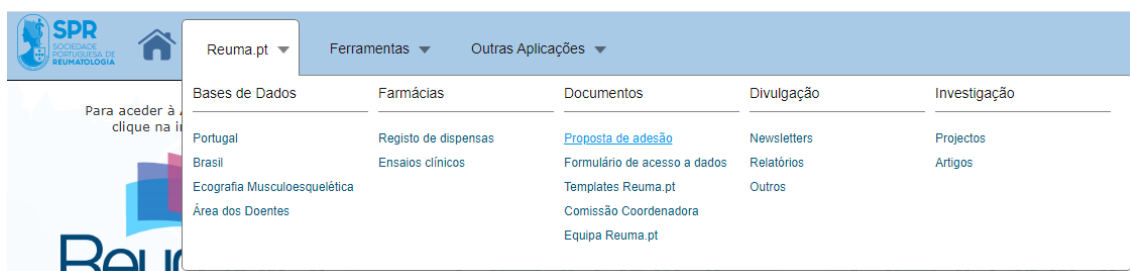 SPR
SOCIEDADE
PORTUGUESA DE
REUMATOLOGIA
Reuma.pt
Ferramentas
Outras Aplicações
Para aceder à
clique na
Bases de Dados
Portugal
Brasil
Ecografia Musculoesquelética
Área dos Doentes
Farmácias
Registo de dispensas
Ensaios clínicos
Documentos
Proposta de adesão
Formulário de acesso a dados
Templates Reuma.pt
Comissão Coordenadora
Equipa Reuma.pt
Divulgação
Newsletters
Relatórios
Outros
Investigação
Projectos
Artigos